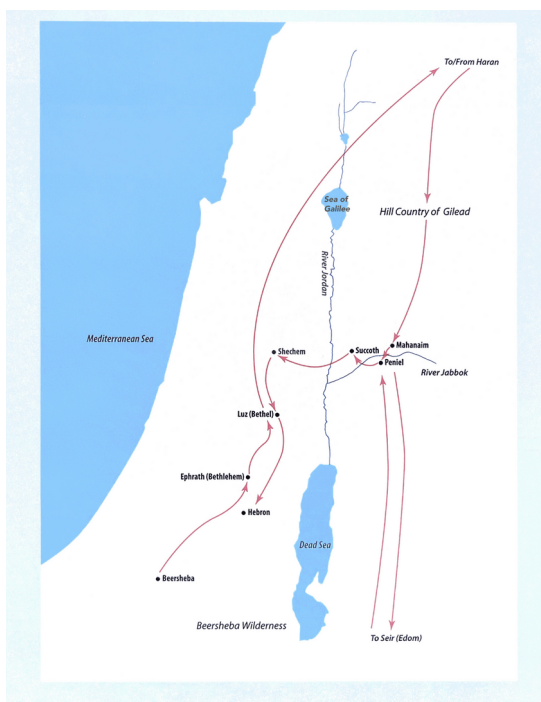 To/From Haran
Sea of
Galilee
Hill Country of Gilead
River Jordan
Mediterranean Sea
Shechem
Succoth
Mahanaim
Peniel
River Jabbok
Luz (Bethel)
Ephrath (Bethlehem)
Hebron
Dead Sea
Beersheba
Beersheba Wilderness
To Seir (Edom)